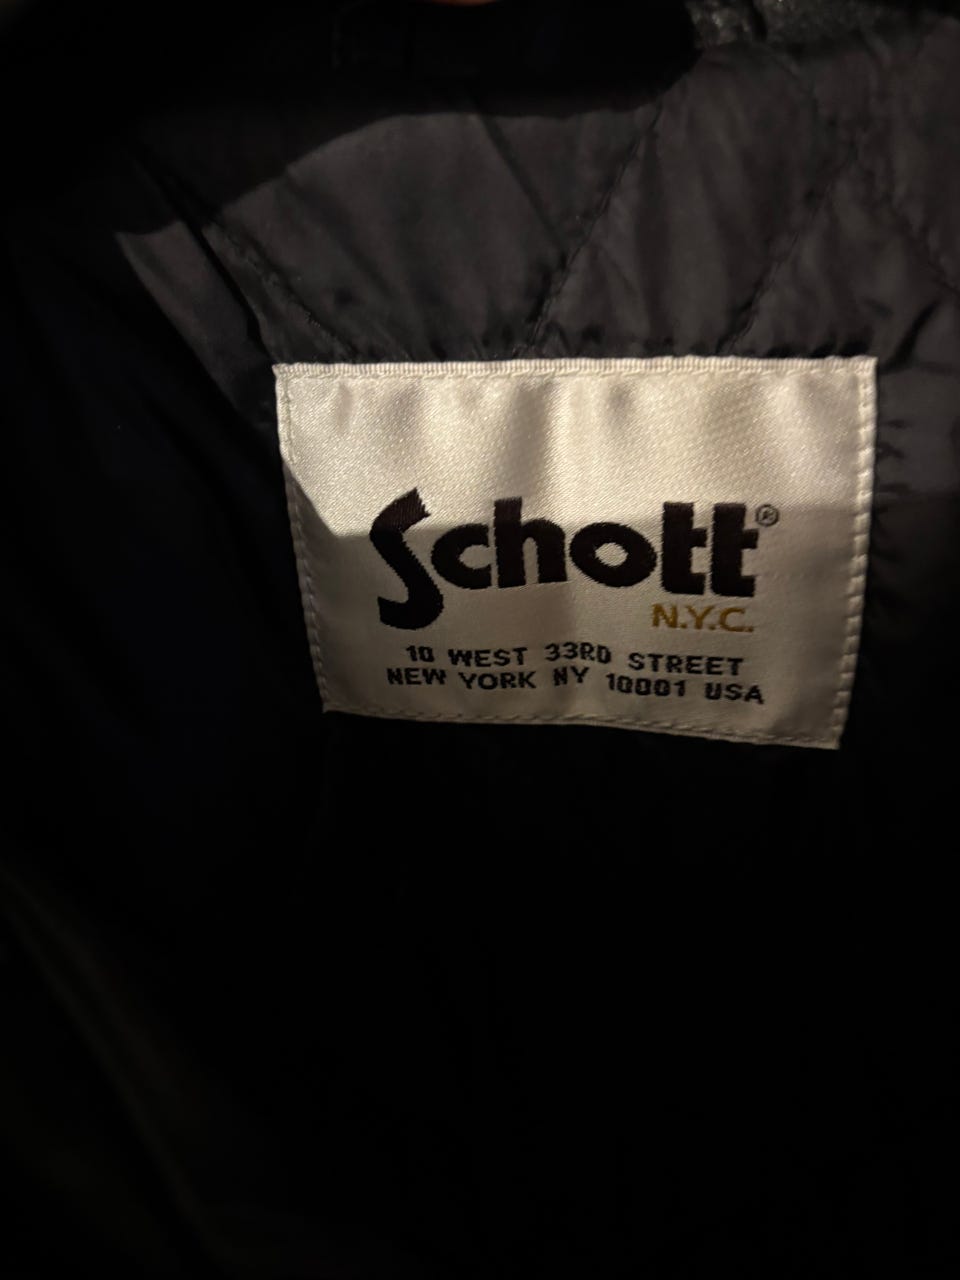 Schott®
N.Y.C.
10 WEST 33RD STREET
NEW YORK NY 10001 USA